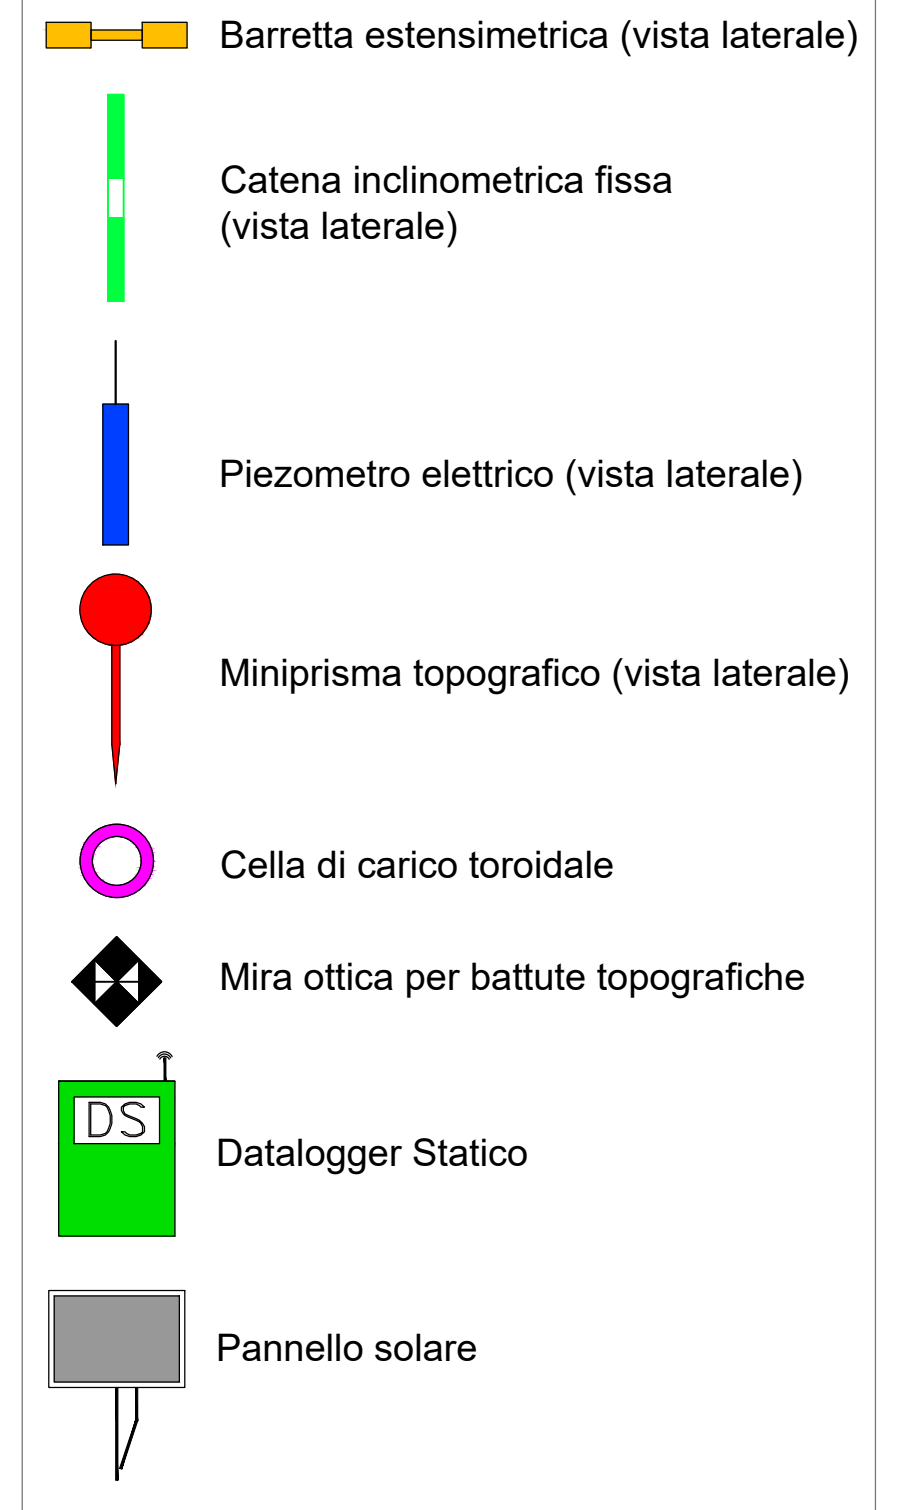 Barretta estensimetrica (vista laterale)
Catena inclinometrica fissa
(vista laterale)
Piezometro elettrico (vista laterale)
Miniprisma topografico (vista laterale)
Cella di carico toroidale
Mira ottica per battute topografiche
DS
Datalogger Statico
Pannello solare